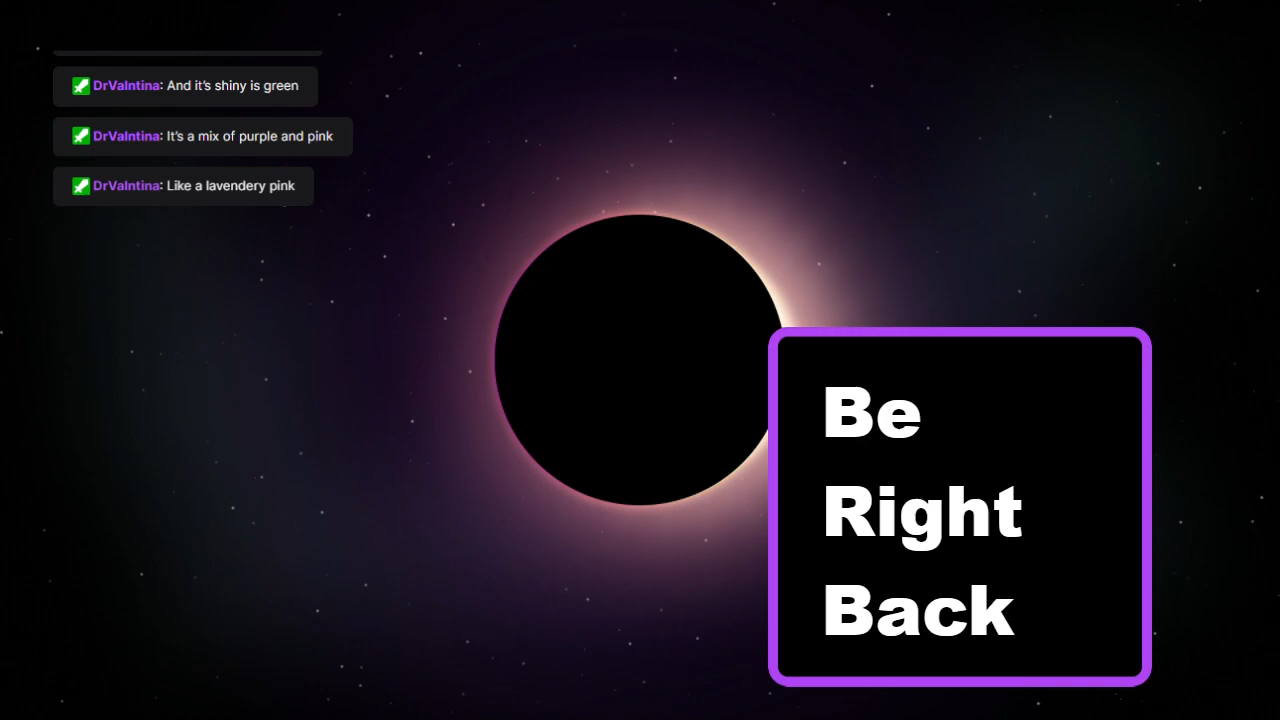 DrValntina: And it's shiny is green
DrValntina: It's a mix of purple and pink
DrValntina: Like a lavendery pink
Be
Right
Back